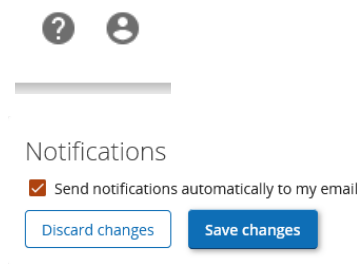 Notifications
Send notifications automatically to my email
Discard changes
Save changes